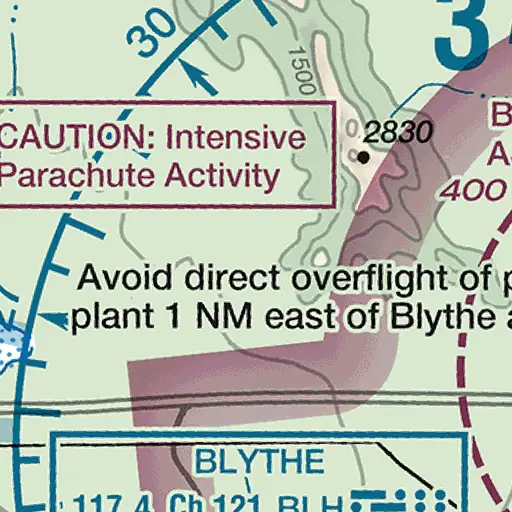 30
3
1500
CAUTION: Intensive
Parachute Activity
2830
400
Avoid direct overflight of
plant 1 NM east of Blythe
BLYTHE
117.4 Ch 121 BLH